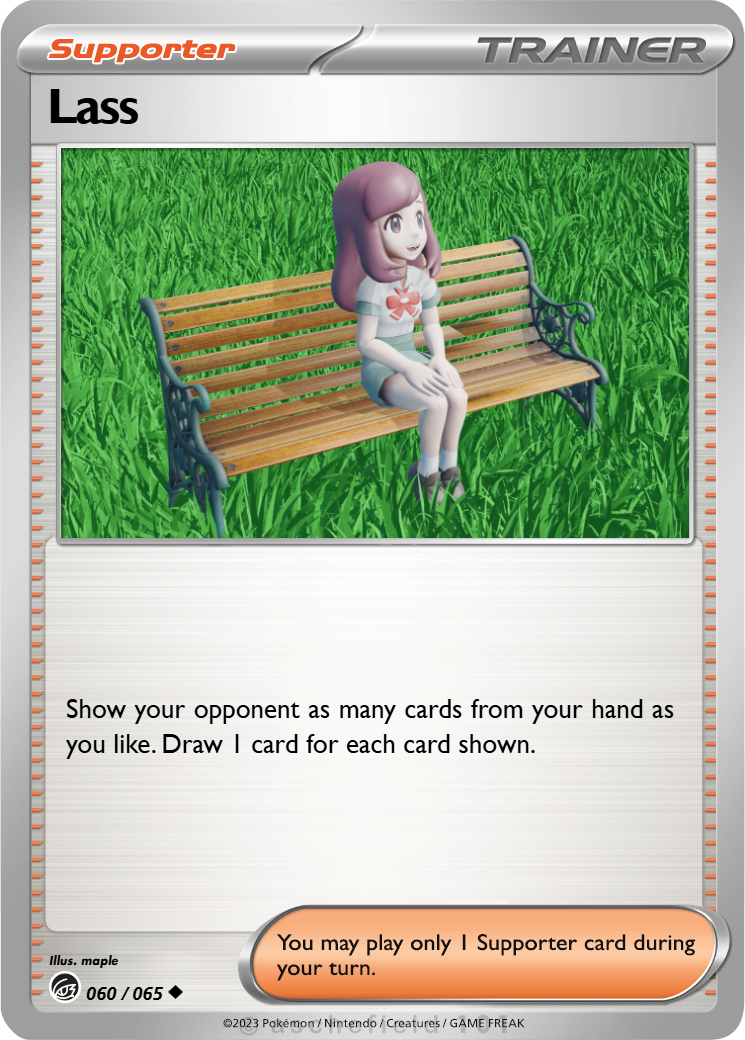 Supporter
TRAINER
Lass
Show your opponent as many cards from your hand as
you like. Draw 1 card for each card shown.
You may play only 1 Supporter card during
your turn.
Illus. maple
060 / 065 ◆
©2023 Pokémon / Nintendo / Creatures / GAME FREAK